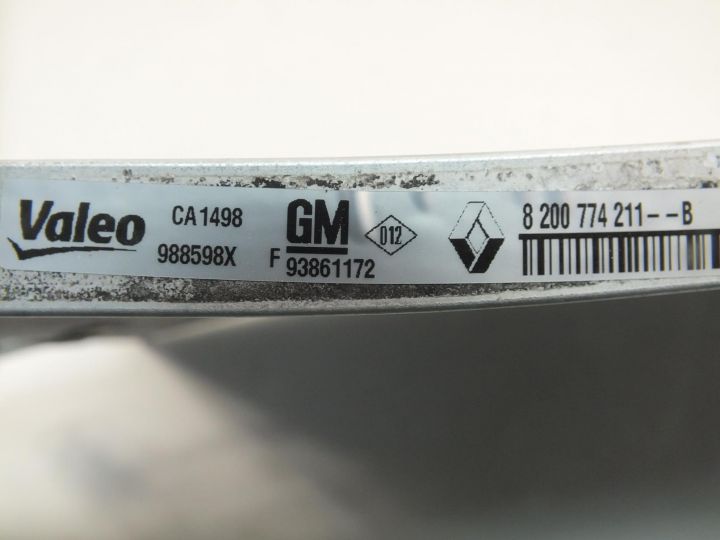 Valeo
CA1498
988598X
GM
F 93861172
012
8 200 774 211--B